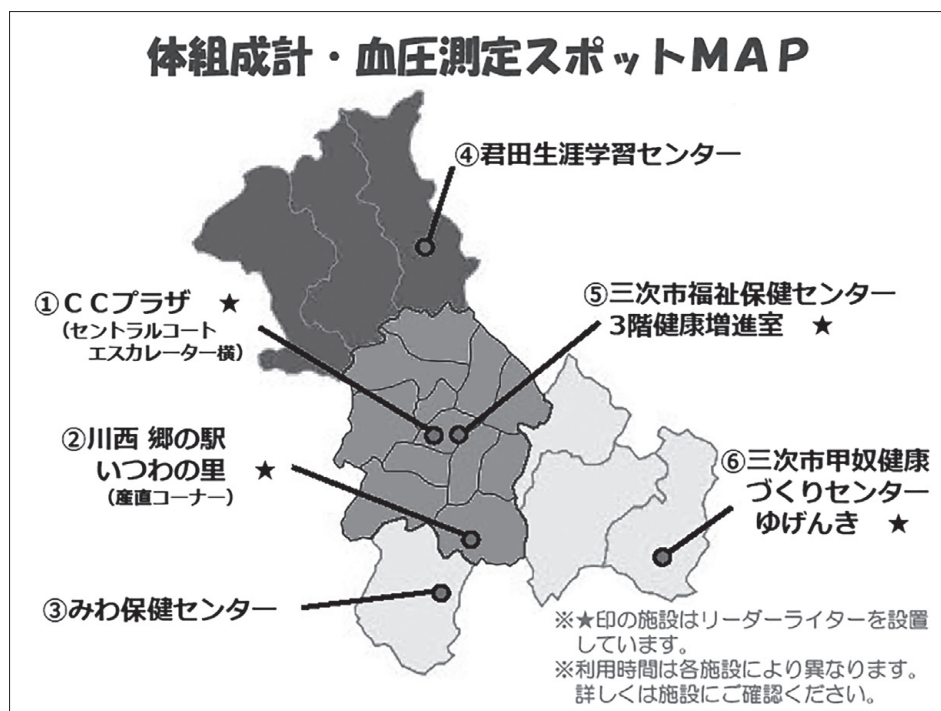 体組成計・血圧測定スポットMAP
④君田生涯学習センター
①CCプラザ ★
(セントラルコート
エスカレーター横)
⑤三次市福祉保健センター
3階健康増進室 ★
②川西 郷の駅
いつわの里 ★
(産直コーナー)
⑥三次市甲奴健康
づくりセンター
ゆげんき ★
③みわ保健センター
※★印の施設はリーダーライターを設置
しています。
※利用時間は各施設により異なります。
詳しくは施設にご確認ください。